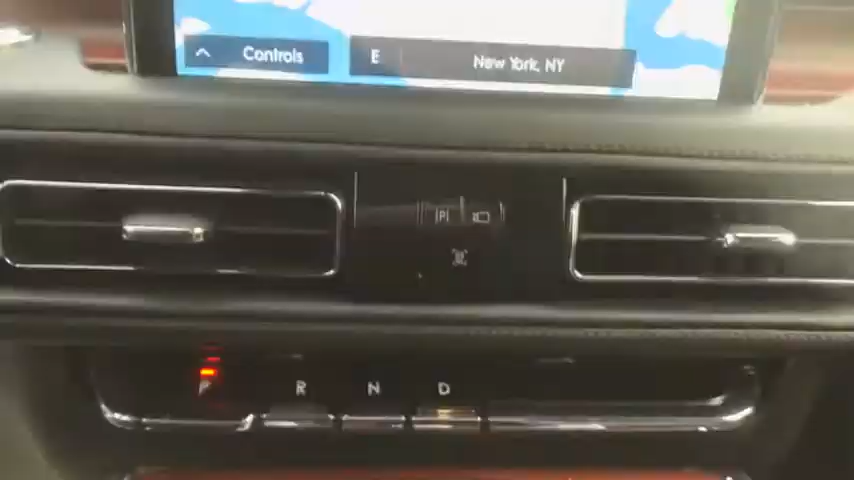 Controls
E
New York, NY
P
P R N D